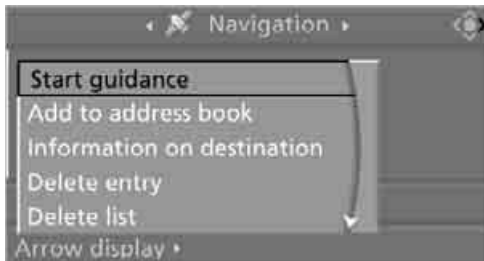 Navigation
Start guidance
Add to address book
Information on destination
Delete entry
Delete list
Arrow display